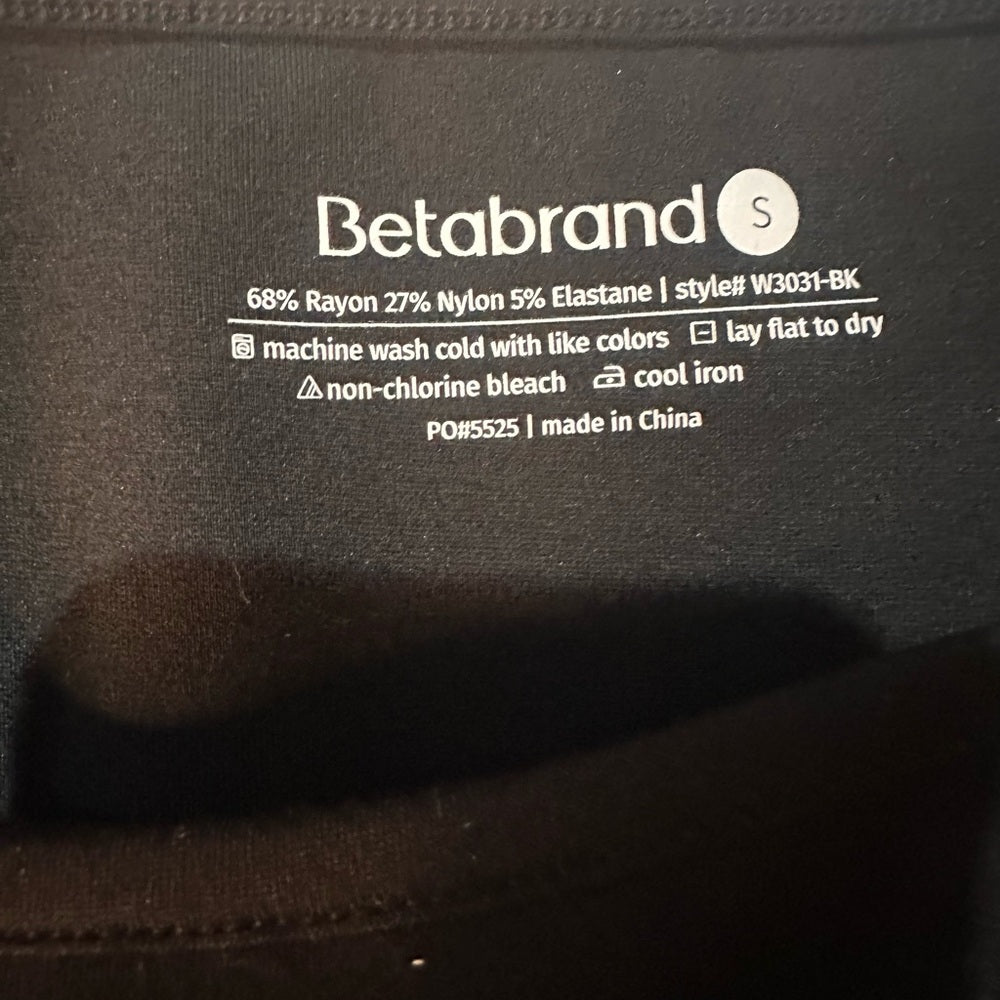 Betabrand S
68% Rayon 27% Nylon 5% Elastane | style# W3031-BK
machine wash cold with like colors lay flat to dry
non-chlorine bleach cool iron
PO#5525 | made in China